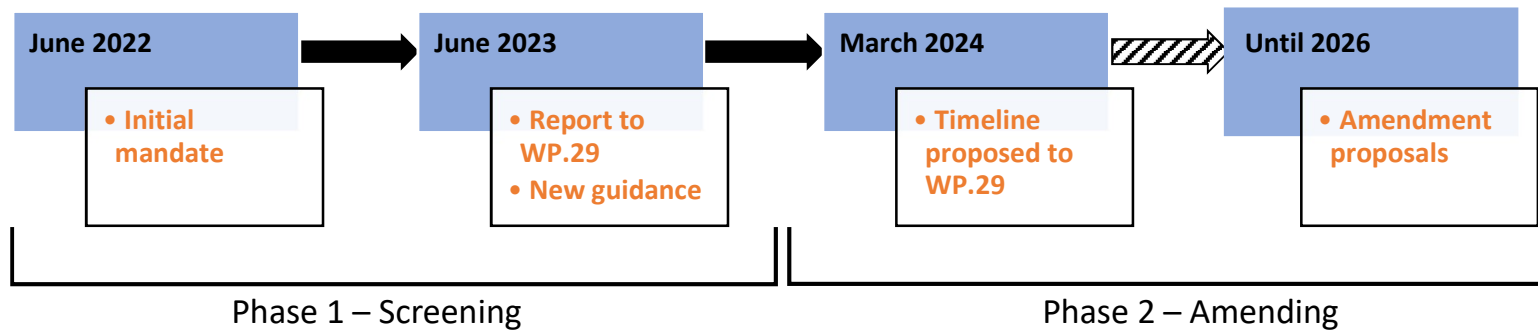 June 2022
• Initial
mandate
June 2023
• Report to
WP.29
• New guidance
March 2024
• Timeline
proposed to
WP.29
Until 2026
• Amendment
proposals
Phase 1 – Screening
Phase 2 – Amending